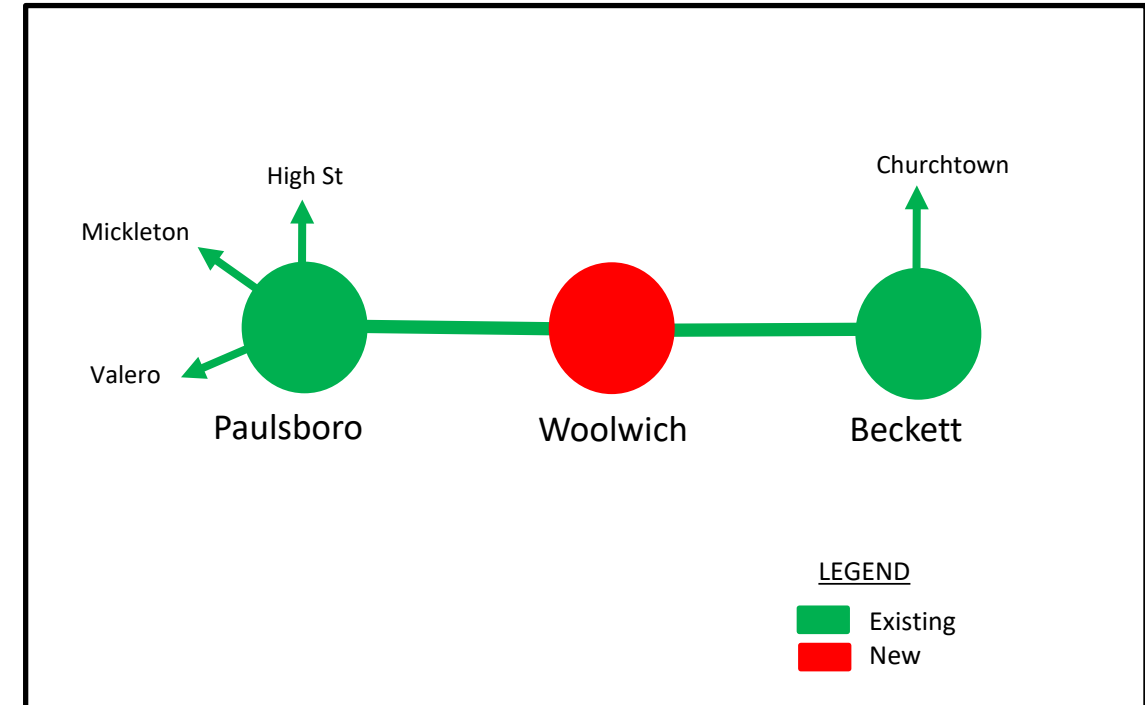 High St
Churchtown
Mickleton
Valero
Paulsboro
Woolwich
Beckett
LEGEND
Existing
New